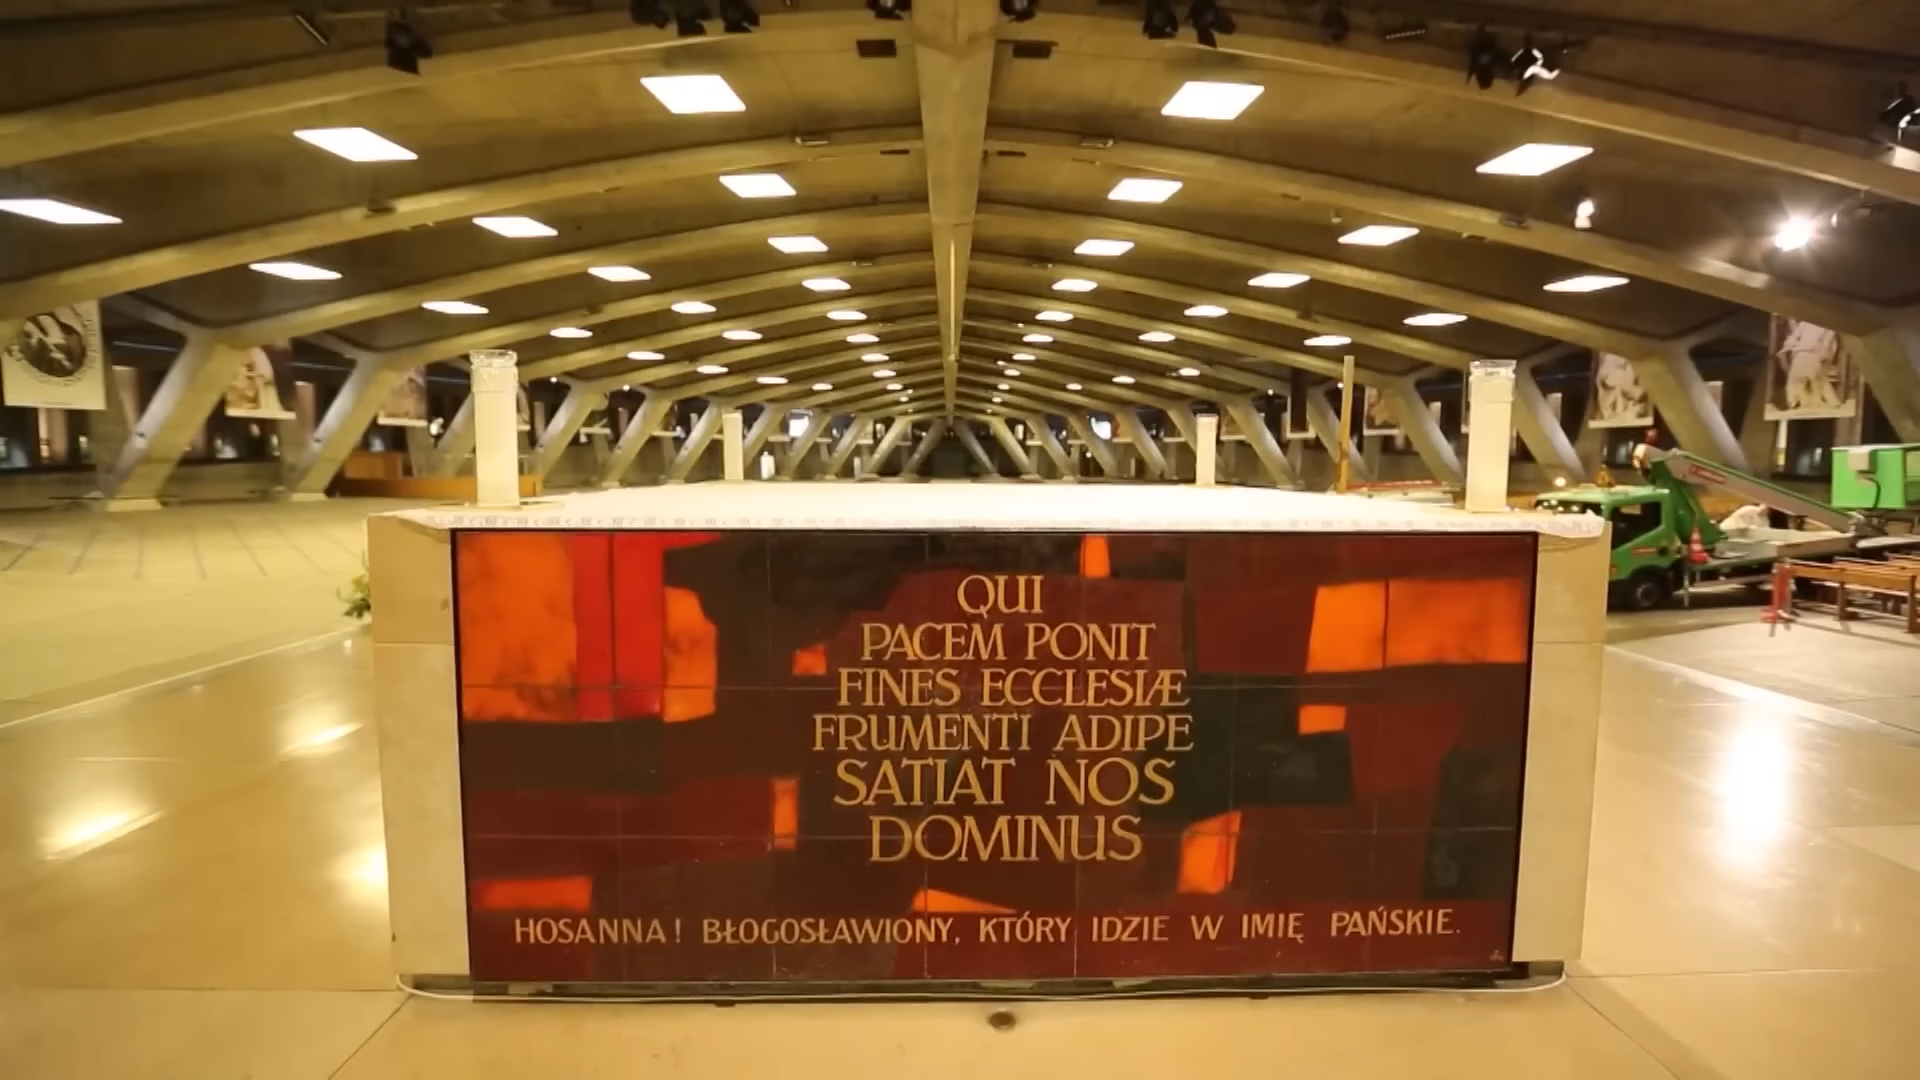 QUI
PACEM PONIT
FINES ECCLESIÆ
FRUMENTI ADIPE
SATIAT NOS
DOMINUS
HOSANNA! BŁOGOSŁAWIONY, KTÓRY IDZIE W IMIĘ PAŃSKIE.